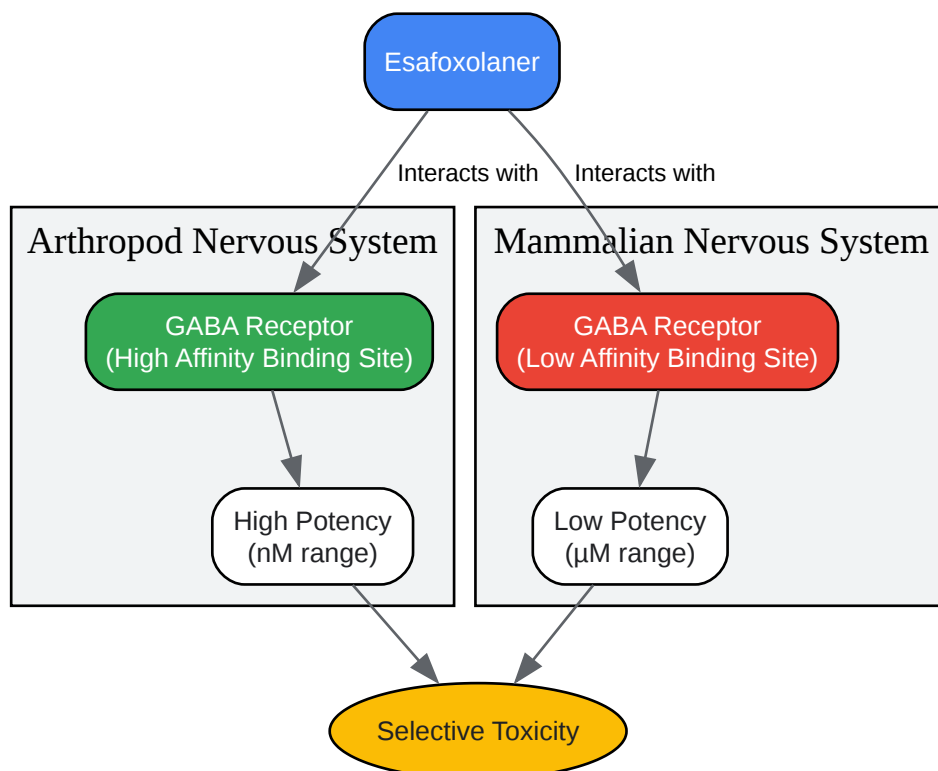 Esafoxolaner
Interacts with
Interacts with
Arthropod Nervous System
Mammalian Nervous System
GABA Receptor
(High Affinity Binding Site)
GABA Receptor
(Low Affinity Binding Site)
High Potency
(nM range)
Low Potency
(µM range)
Selective Toxicity